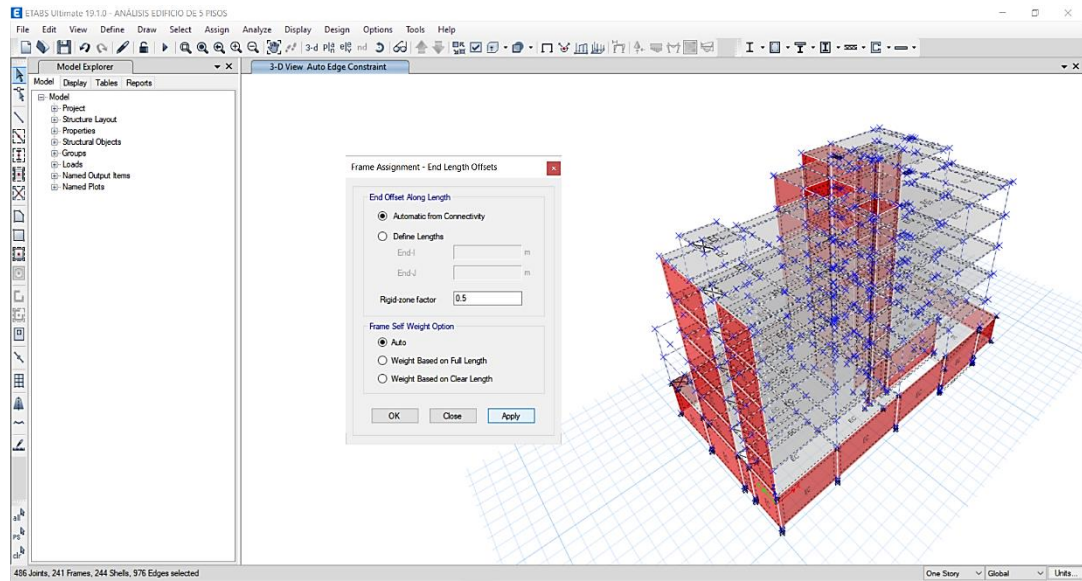 ETABS Ultimate 19.1.0 - ANÁLISIS EDIFICIO DE 5 PISOS
File Edit View Define Draw Select Assign Analyze Display Design Options Tools Help
3-d
nd
Model Explorer
3-D View Auto Edge Constraint
Model Display Tables Reports
Model
Project
Structure Layout
Properties
Structural Objects
Groups
Loads
Named Output Items
Named Plots
Frame Assignment - End Length Offsets
End Offset Along Length
Automatic from Connectivity
Define Lengths
End-I m
End-J m
Rigid-zone factor 0.5
Frame Self Weight Option
Auto
Weight Based on Full Length
Weight Based on Clear Length
OK Close Apply
all
ps
clr
486 Joints, 241 Frames, 244 Shells, 976 Edges selected
One Story Global Units...